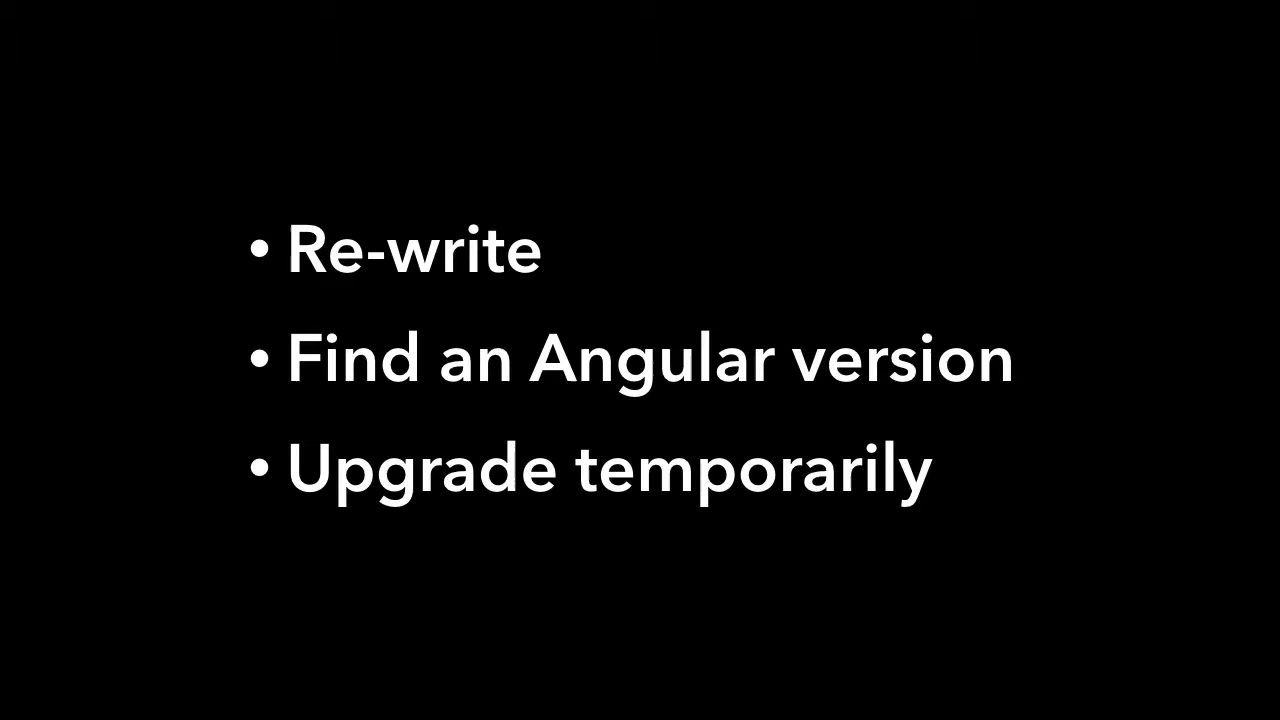 • Re-write
• Find an Angular version
• Upgrade temporarily